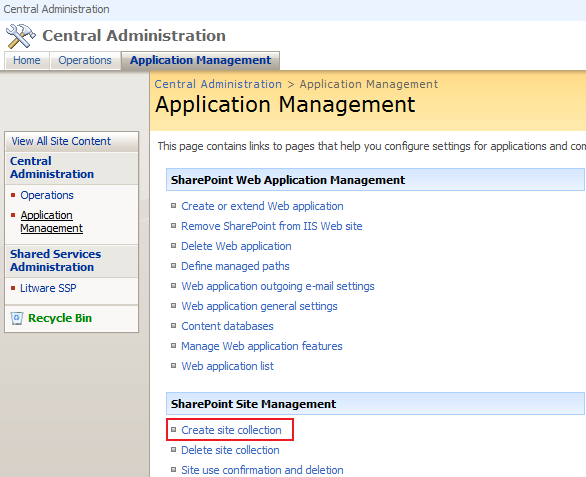 Central Administration
Central Administration
Home Operations Application Management
Central Administration > Application Management
Application Management
View All Site Content
Central
Administration
Operations
Application
Management
Shared Services
Administration
Litware SSP
Recycle Bin
This page contains links to pages that help you configure settings for applications and
SharePoint Web Application Management
Create or extend Web application
Remove SharePoint from IIS Web site
Delete Web application
Define managed paths
Web application outgoing e-mail settings
Web application general settings
Content databases
Manage Web application features
Web application list
SharePoint Site Management
Create site collection
Delete site collection
Site use confirmation and deletion